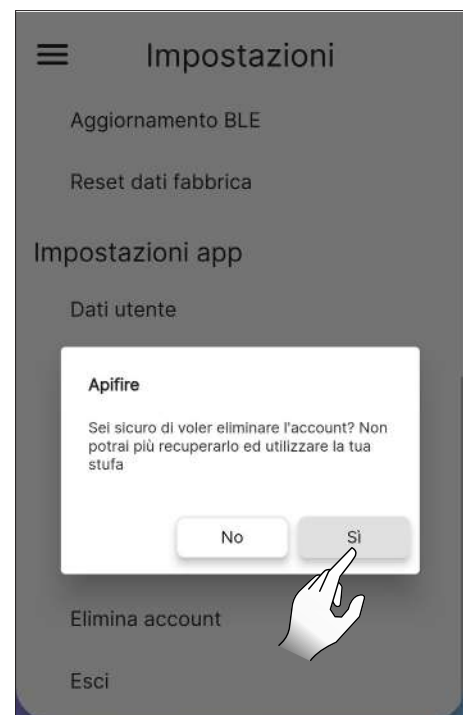 Impostazioni
Aggiornamento BLE
Reset dati fabbrica
Impostazioni app
Dati utente
Apifire
Sei sicuro di voler eliminare l'account? Non
potrai più recuperarlo ed utilizzare la tua
stufa
No
Sì
Elimina account
Esci